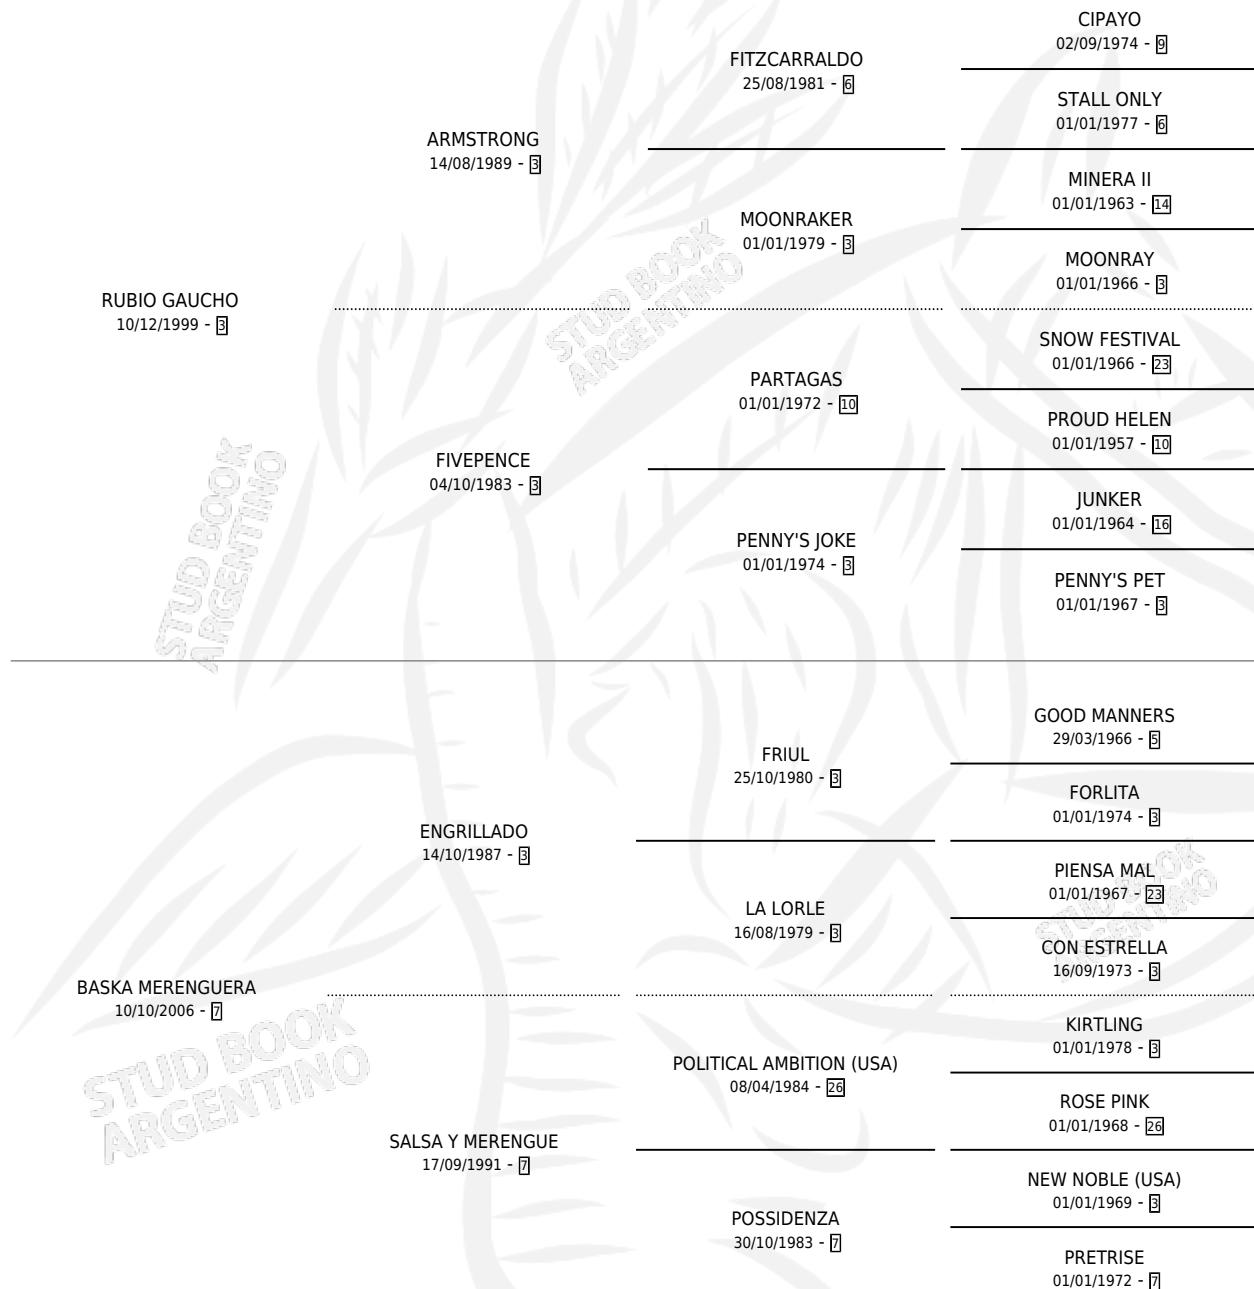 CIPAYO
02/09/1974 - 9
FITZCARRALDO
25/08/1981 - 6
STALL ONLY
01/01/1977 - 6
ARMSTRONG
14/08/1989 - 3
MINERA II
01/01/1963 - 14
MOONRAKER
01/01/1979 - 3
MOONRAY
01/01/1966 - 3
RUBIO GAUCHO
10/12/1999 - 3
SNOW FESTIVAL
01/01/1966 - 23
PARTAGAS
01/01/1972 - 10
PROUD HELEN
01/01/1957 - 10
FIVEPENCE
04/10/1983 - 3
JUNKER
01/01/1964 - 16
PENNY'S JOKE
01/01/1974 - 3
PENNY'S PET
01/01/1967 - 3
GOOD MANNERS
29/03/1966 - 5
FRIUL
25/10/1980 - 3
FORLITA
01/01/1974 - 3
ENGRILLADO
14/10/1987 - 3
PIENSA MAL
01/01/1967 - 23
LA LORLE
16/08/1979 - 3
CON ESTRELLA
16/09/1973 - 3
BASKA MERENGUERA
10/10/2006 - 7
KIRTLING
01/01/1978 - 3
POLITICAL AMBITION (USA)
08/04/1984 - 26
ROSE PINK
01/01/1968 - 26
SALSA Y MERENGUE
17/09/1991 - 7
NEW NOBLE (USA)
01/01/1969 - 3
POSSIDENZA
30/10/1983 - 7
PRETRISE
01/01/1972 - 7
STUD BOOK
ARGENTINO
STUD BOOK
ARGENTINO
STUD BOOK
ARGENTINO
STUD BOOK
ARGENTINO